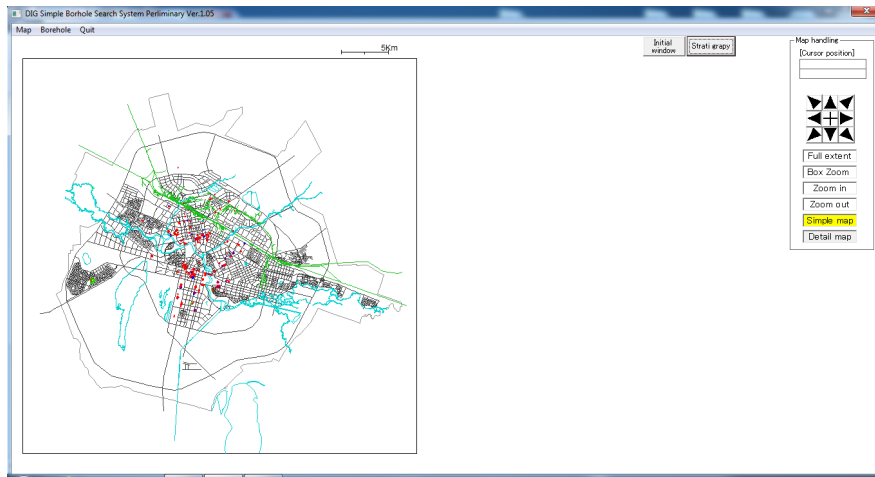 DIG Simple Borehole Search System Perliminary Ver.1.05
Map Borehole Quit
5Km
Initial
window
Strati grapy
Map handling
[Cursor position]
Full extent
Box Zoom
Zoom in
Zoom out
Simple map
Detail map